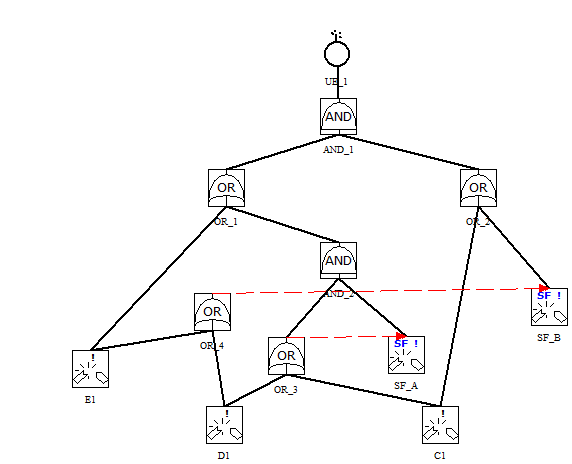 UE_1
AND
AND_1
OR
OR_1
OR
OR_2
AND
AND_2
SF !
SF_B
OR
OR_4
OR
OR_3
SF !
SF_A
!
E1
!
D1
!
C1